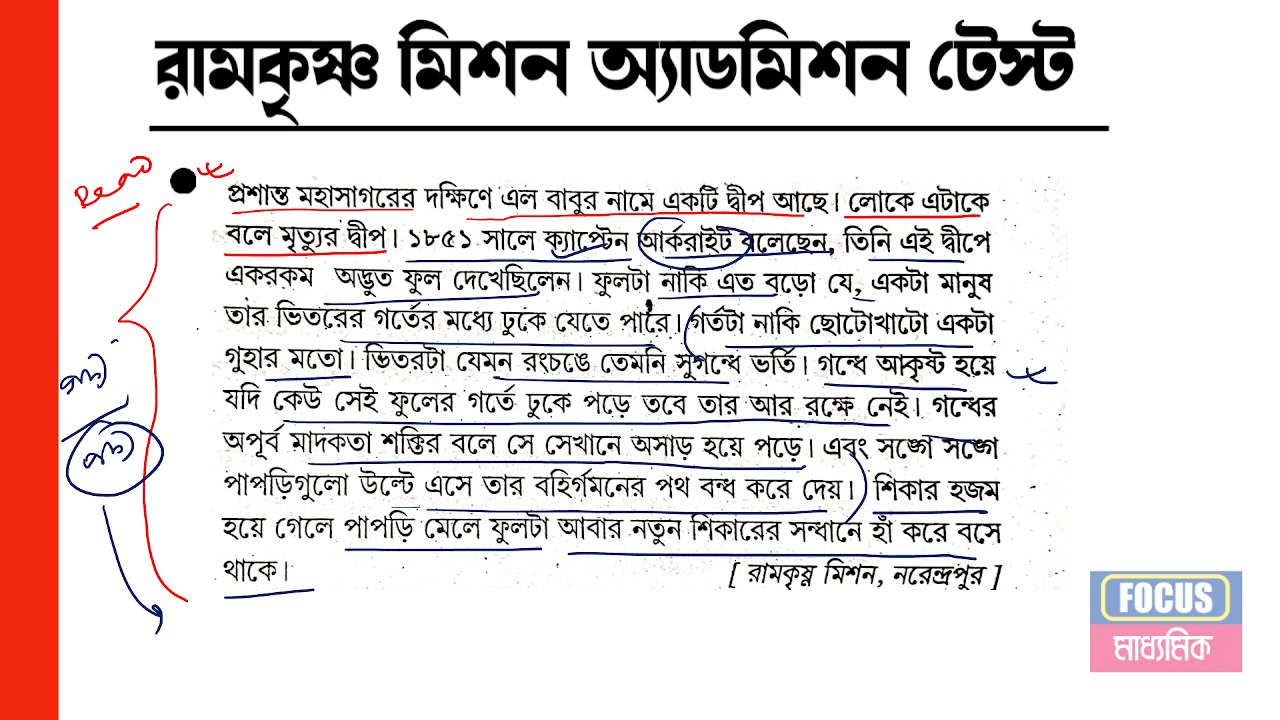 রামকৃষ্ণ মিশন অ্যাডমিশন টেস্ট
প্রশান্ত মহাসাগরের দক্ষিণে এল বাবুর নামে একটি দ্বীপ আছে। লোকে এটাকে
বলে মৃত্যুর দ্বীপ। ১৮৫১ সালে ক্যাপ্টেন আর্করাইট বলেছেন, তিনি এই দ্বীপে
একরকম অদ্ভুত ফুল দেখেছিলেন। ফুলটা নাকি এত বড়ো যে, একটা মানুষ
তার ভিতরের গর্তের মধ্যে ঢুকে যেতে পারে। গর্তটা নাকি ছোটোখাটো একটা
গুহার মতো। ভিতরটা যেমন রংচঙে তেমনি সুগন্ধে ভর্তি। গন্ধে আকৃষ্ট হয়ে
যদি কেউ সেই ফুলের গর্তে ঢুকে পড়ে তবে তার আর রক্ষে নেই। গন্ধের
অপূর্ব মাদকতা শক্তির বলে সে সেখানে অসাড় হয়ে পড়ে। এবং সঙ্গে সঙ্গে
পাপড়িগুলো উল্টে এসে তার বহির্গমনের পথ বন্ধ করে দেয়। শিকার হজম
হয়ে গেলে পাপড়ি মেলে ফুলটা আবার নতুন শিকারের সন্ধানে হাঁ করে বসে
থাকে।
[ রামকৃষ্ণ মিশন, নরেন্দ্রপুর ]
FOCUS
মাধ্যমিক